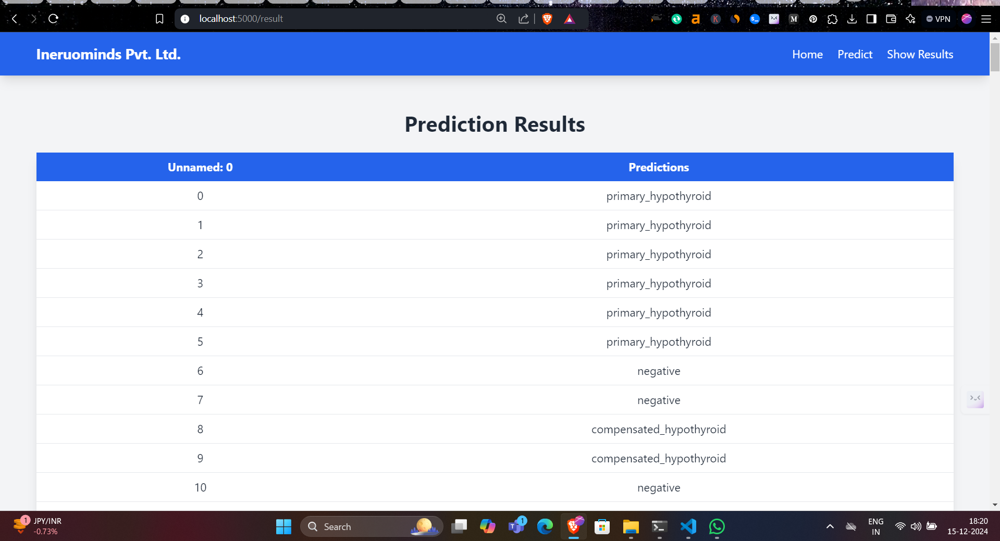 localhost:5000/result
VPN
Ineruominds Pvt. Ltd.
Home Predict Show Results
Prediction Results
Unnamed: 0 Predictions
0 primary_hypothyroid
1 primary_hypothyroid
2 primary_hypothyroid
3 primary_hypothyroid
4 primary_hypothyroid
5 primary_hypothyroid
6 negative
7 negative
8 compensated_hypothyroid
9 compensated_hypothyroid
10 negative
1
JPY/INR
-0.73%
Search
1
ENG
IN
18:20
15-12-2024